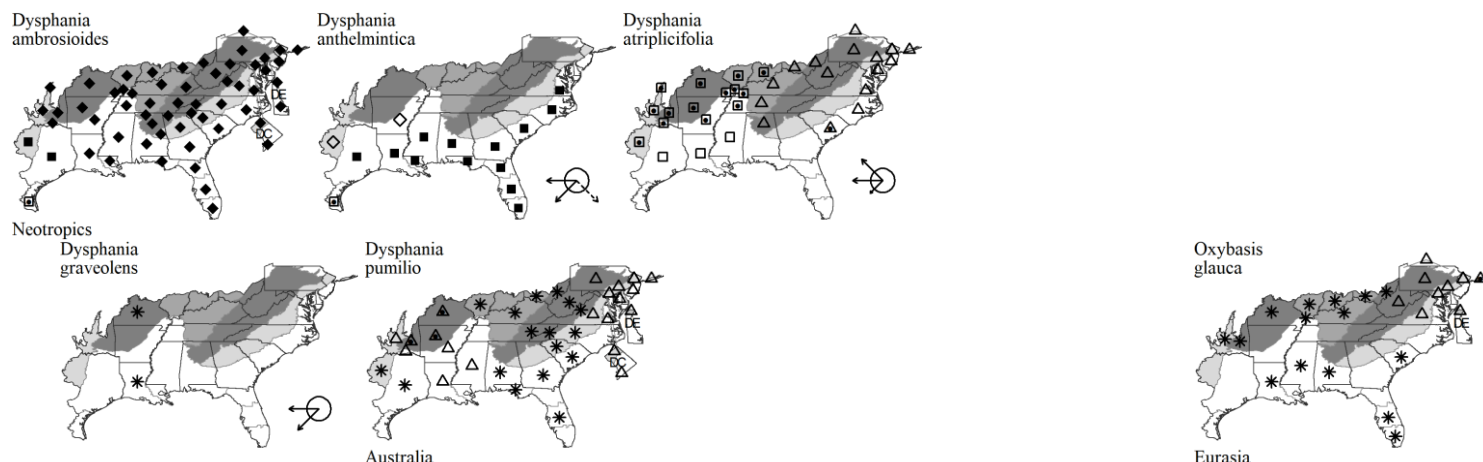 Dysphania
ambrosioides
DE
DC
Neotropics
Dysphania
anthelmintica
Dysphania
atriplicifolia
Dysphania
graveolens
Dysphania
pumilio
DE
DC
Australia
Oxybasis
glauca
DE
Eurasia